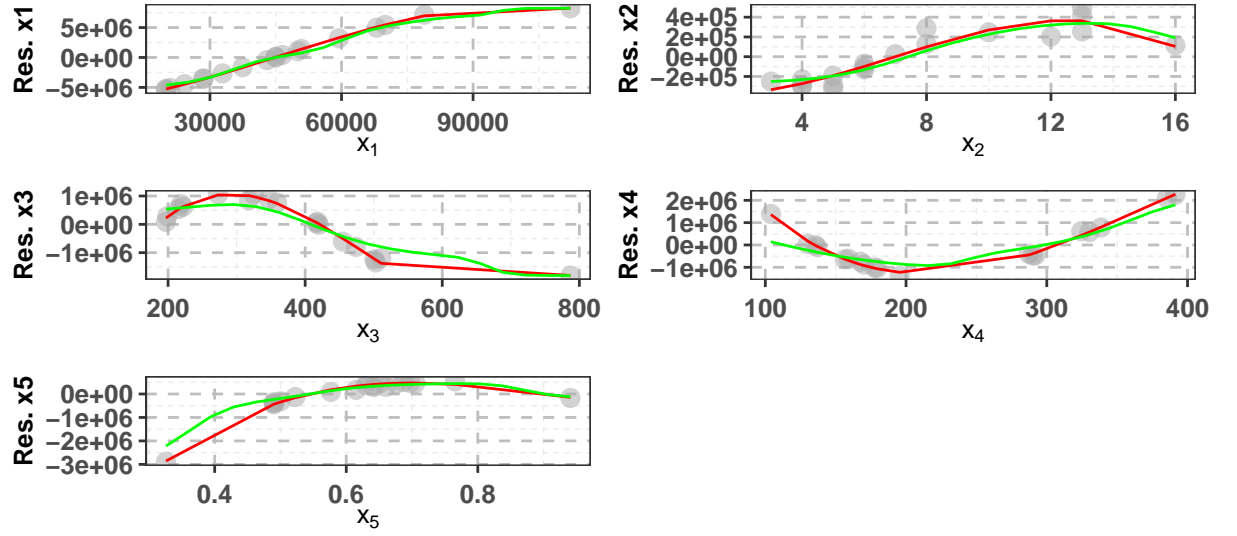 Res. x1
5e+06
0e+00
−5e+06
30000 60000 90000
x1
Res. x2
4e+05
2e+05
0e+00
−2e+05
4 8 12 16
x2
Res. x3
1e+06
0e+00
−1e+06
200 400 600 800
x3
Res. x4
2e+06
1e+06
0e+00
−1e+06
100 200 300 400
x4
Res. x5
0e+00
−1e+06
−2e+06
−3e+06
0.4 0.6 0.8
x5